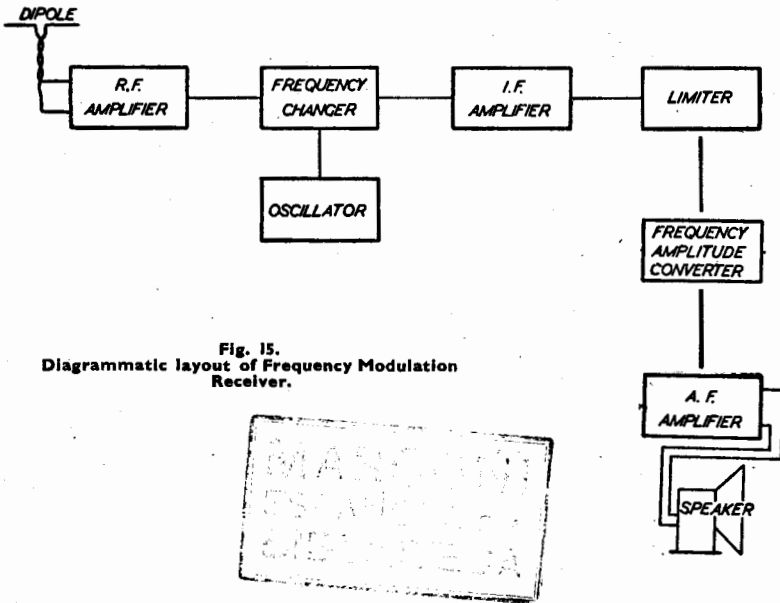 DIPOLE
R.F.
AMPLIFIER
FREQUENCY
CHANGER
I.F.
AMPLIFIER
LIMITER
OSCILLATOR
FREQUENCY
AMPLITUDE
CONVERTER
Fig. 15.
Diagrammatic layout of Frequency Modulation
Receiver.
A. F.
AMPLIFIER
SPEAKER